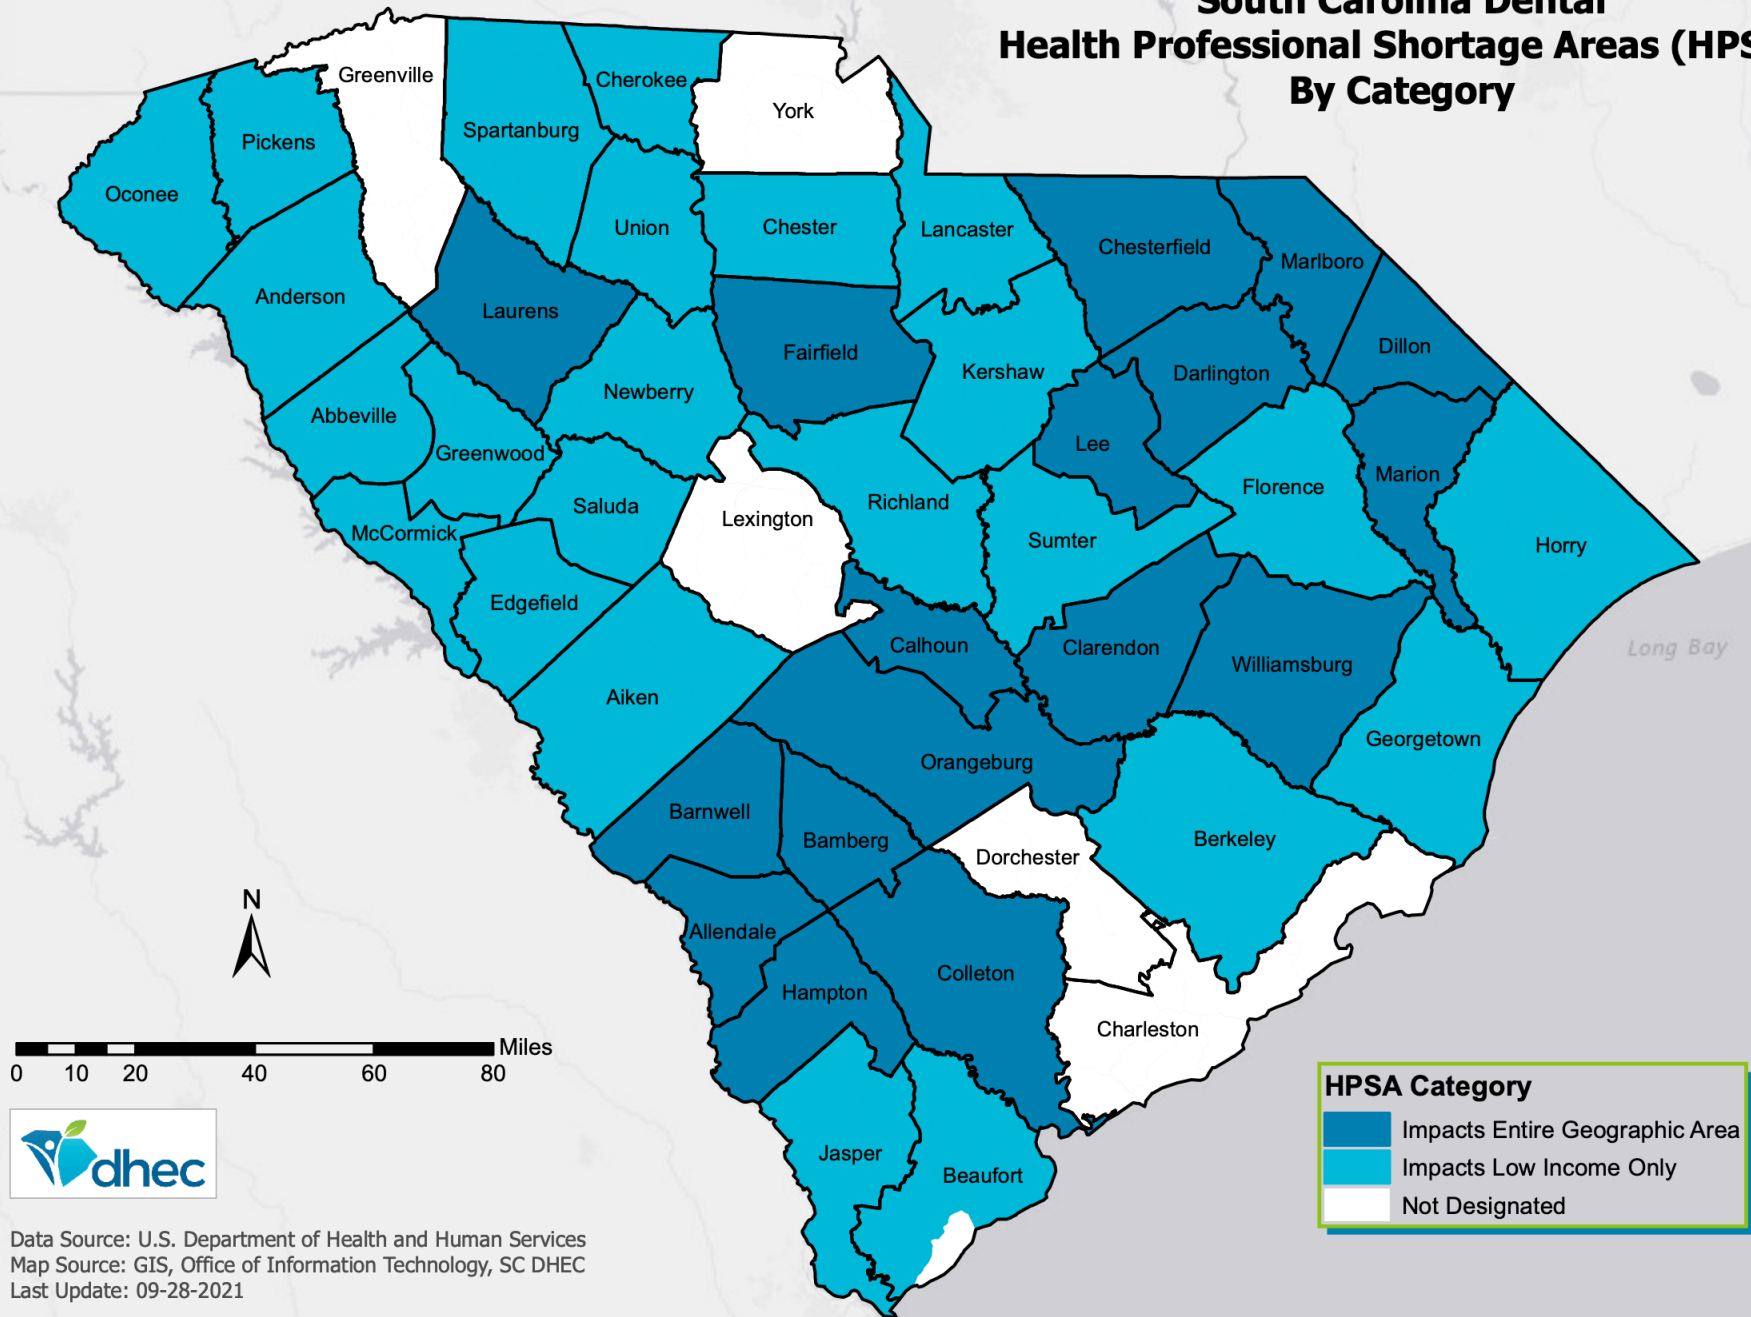 South Carolina Dental
Health Professional Shortage Areas (HPS
By Category
Greenville
Cherokee
York
Spartanburg
Pickens
Oconee
Union
Chester
Lancaster
Chesterfield
Marlboro
Anderson
Laurens
Fairfield
Dillon
Kershaw
Darlington
Newberry
Abbeville
Greenwood
Lee
Marion
Florence
Richland
Saluda
Lexington
McCormick
Sumter
Horry
Edgefield
Calhoun
Clarendon
Williamsburg
Long Bay
Aiken
Georgetown
Orangeburg
Barnwell
Bamberg
Berkeley
Dorchester
N
Allendale
Colleton
Hampton
Charleston
Miles
0 10 20 40 60 80
HPSA Category
Impacts Entire Geographic Area
Impacts Low Income Only
Not Designated
Jasper
Beaufort
dhec
Data Source: U.S. Department of Health and Human Services
Map Source: GIS, Office of Information Technology, SC DHEC
Last Update: 09-28-2021